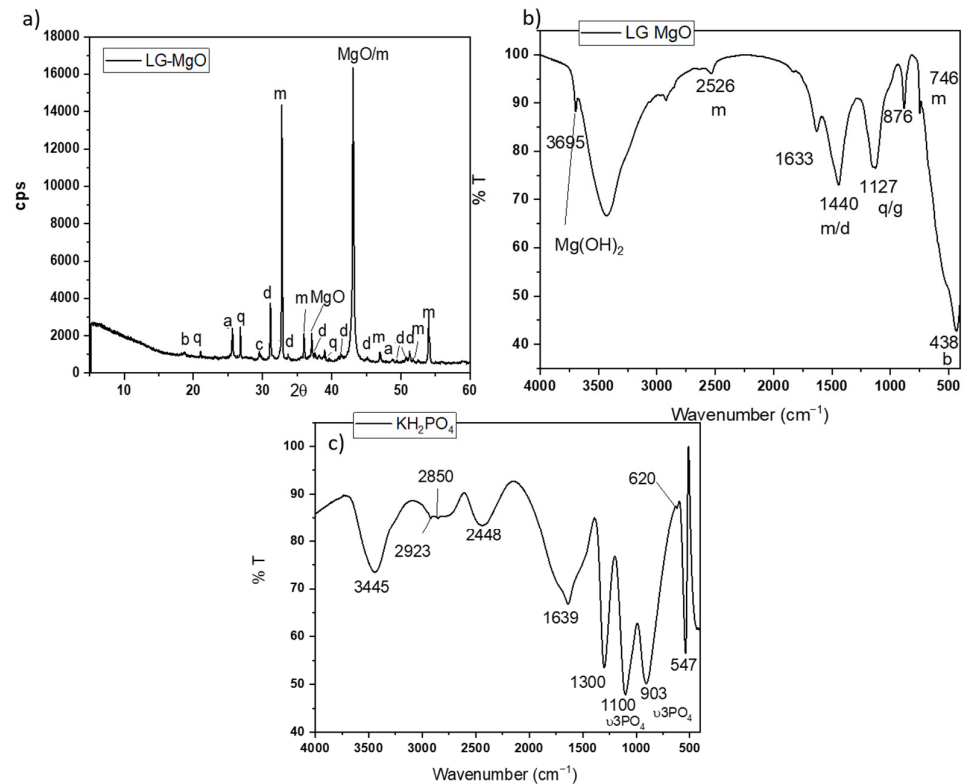 a)
LG-MgO
cps
18000
16000
14000
12000
10000
8000
6000
4000
2000
0
MgO/m
m
d
a
q
b
q
c
d
m
MgO
d
q
d
d
m
a
d
d
m
m
10
20
30
40
50
60
2θ
b)
LG MgO
% T
100
90
80
70
60
50
40
3695
Mg(OH)₂
2526
m
1633
1440
m/d
1127
q/g
876
746
m
438
b
4000
3500
3000
2500
2000
1500
1000
500
Wavenumber (cm⁻¹)
c)
KH₂PO₄
% T
100
90
80
70
60
50
40
3445
2923
2850
2448
1639
1300
1100
υ3PO₄
903
υ3PO₄
620
547
4000
3500
3000
2500
2000
1500
1000
500
Wavenumber (cm⁻¹)